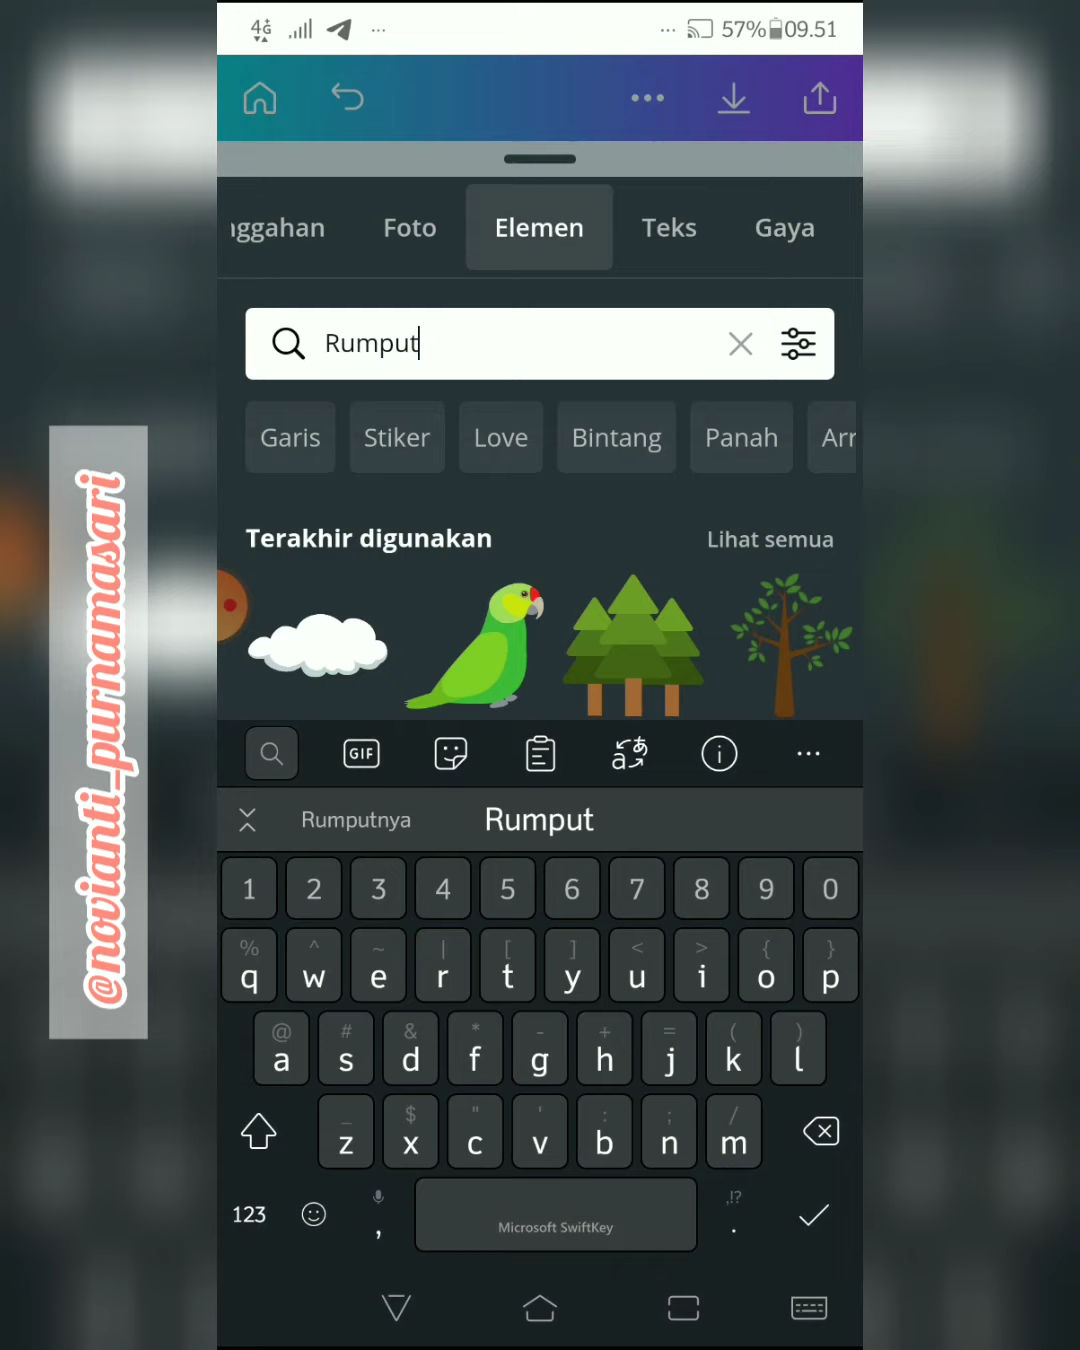 4G 57% 09.51
nggahan Foto Elemen Teks Gaya
Rumput
Garis Stiker Love Bintang Panah Arr
Terakhir digunakan Lihat semua
@novianti_purnamasari
GIF
Rumputnya Rumput
1 2 3 4 5 6 7 8 9 0
% ^ ~ | [ ] < > { }
q w e r t y u i o p
@ # & * - + = ( )
a s d f g h j k l
_ $ " ' : ; /
z x c v b n m
,!?
123 , Microsoft SwiftKey .